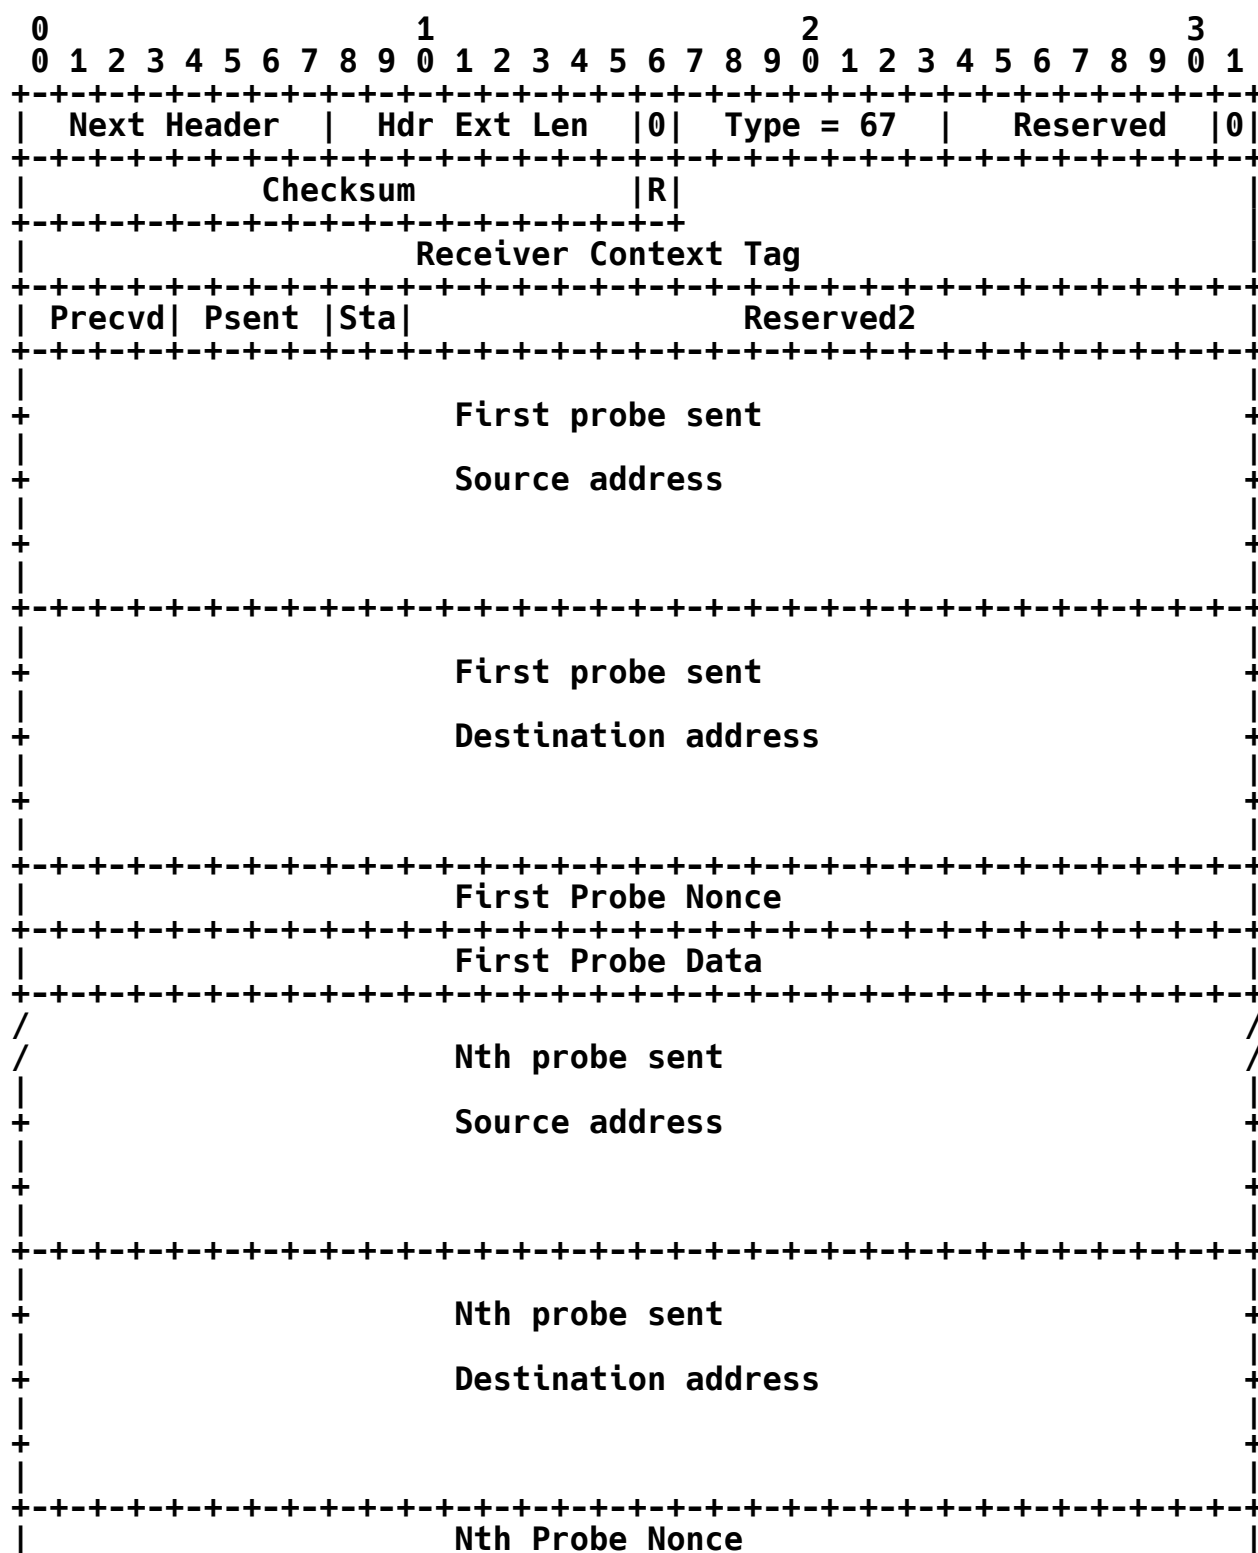 0                   1                   2                   3
 0 1 2 3 4 5 6 7 8 9 0 1 2 3 4 5 6 7 8 9 0 1 2 3 4 5 6 7 8 9 0 1
+-+-+-+-+-+-+-+-+-+-+-+-+-+-+-+-+-+-+-+-+-+-+-+-+-+-+-+-+-+-+-+-+
|  Next Header  |  Hdr Ext Len  |0|  Type = 67  |   Reserved  |0|
+-+-+-+-+-+-+-+-+-+-+-+-+-+-+-+-+-+-+-+-+-+-+-+-+-+-+-+-+-+-+-+-+
|            Checksum           |R|                             |
+-+-+-+-+-+-+-+-+-+-+-+-+-+-+-+-+-+                             |
|                    Receiver Context Tag                       |
+-+-+-+-+-+-+-+-+-+-+-+-+-+-+-+-+-+-+-+-+-+-+-+-+-+-+-+-+-+-+-+-+
| Precvd| Psent |Sta|                 Reserved2                 |
+-+-+-+-+-+-+-+-+-+-+-+-+-+-+-+-+-+-+-+-+-+-+-+-+-+-+-+-+-+-+-+-+
|                                                               |
+                      First probe sent                         +
|                                                               |
+                      Source address                           +
|                                                               |
+                                                               +
|                                                               |
+-+-+-+-+-+-+-+-+-+-+-+-+-+-+-+-+-+-+-+-+-+-+-+-+-+-+-+-+-+-+-+-+
|                                                               |
+                      First probe sent                         +
|                                                               |
+                      Destination address                      +
|                                                               |
+                                                               +
|                                                               |
+-+-+-+-+-+-+-+-+-+-+-+-+-+-+-+-+-+-+-+-+-+-+-+-+-+-+-+-+-+-+-+-+
|                      First Probe Nonce                        |
+-+-+-+-+-+-+-+-+-+-+-+-+-+-+-+-+-+-+-+-+-+-+-+-+-+-+-+-+-+-+-+-+
|                      First Probe Data                         |
+-+-+-+-+-+-+-+-+-+-+-+-+-+-+-+-+-+-+-+-+-+-+-+-+-+-+-+-+-+-+-+-+
/                                                               /
/                      Nth probe sent                           /
|                                                               |
+                      Source address                           +
|                                                               |
+                                                               +
|                                                               |
+-+-+-+-+-+-+-+-+-+-+-+-+-+-+-+-+-+-+-+-+-+-+-+-+-+-+-+-+-+-+-+-+
|                                                               |
+                      Nth probe sent                           +
|                                                               |
+                      Destination address                      +
|                                                               |
+                                                               +
|                                                               |
+-+-+-+-+-+-+-+-+-+-+-+-+-+-+-+-+-+-+-+-+-+-+-+-+-+-+-+-+-+-+-+-+
|                      Nth Probe Nonce                          |